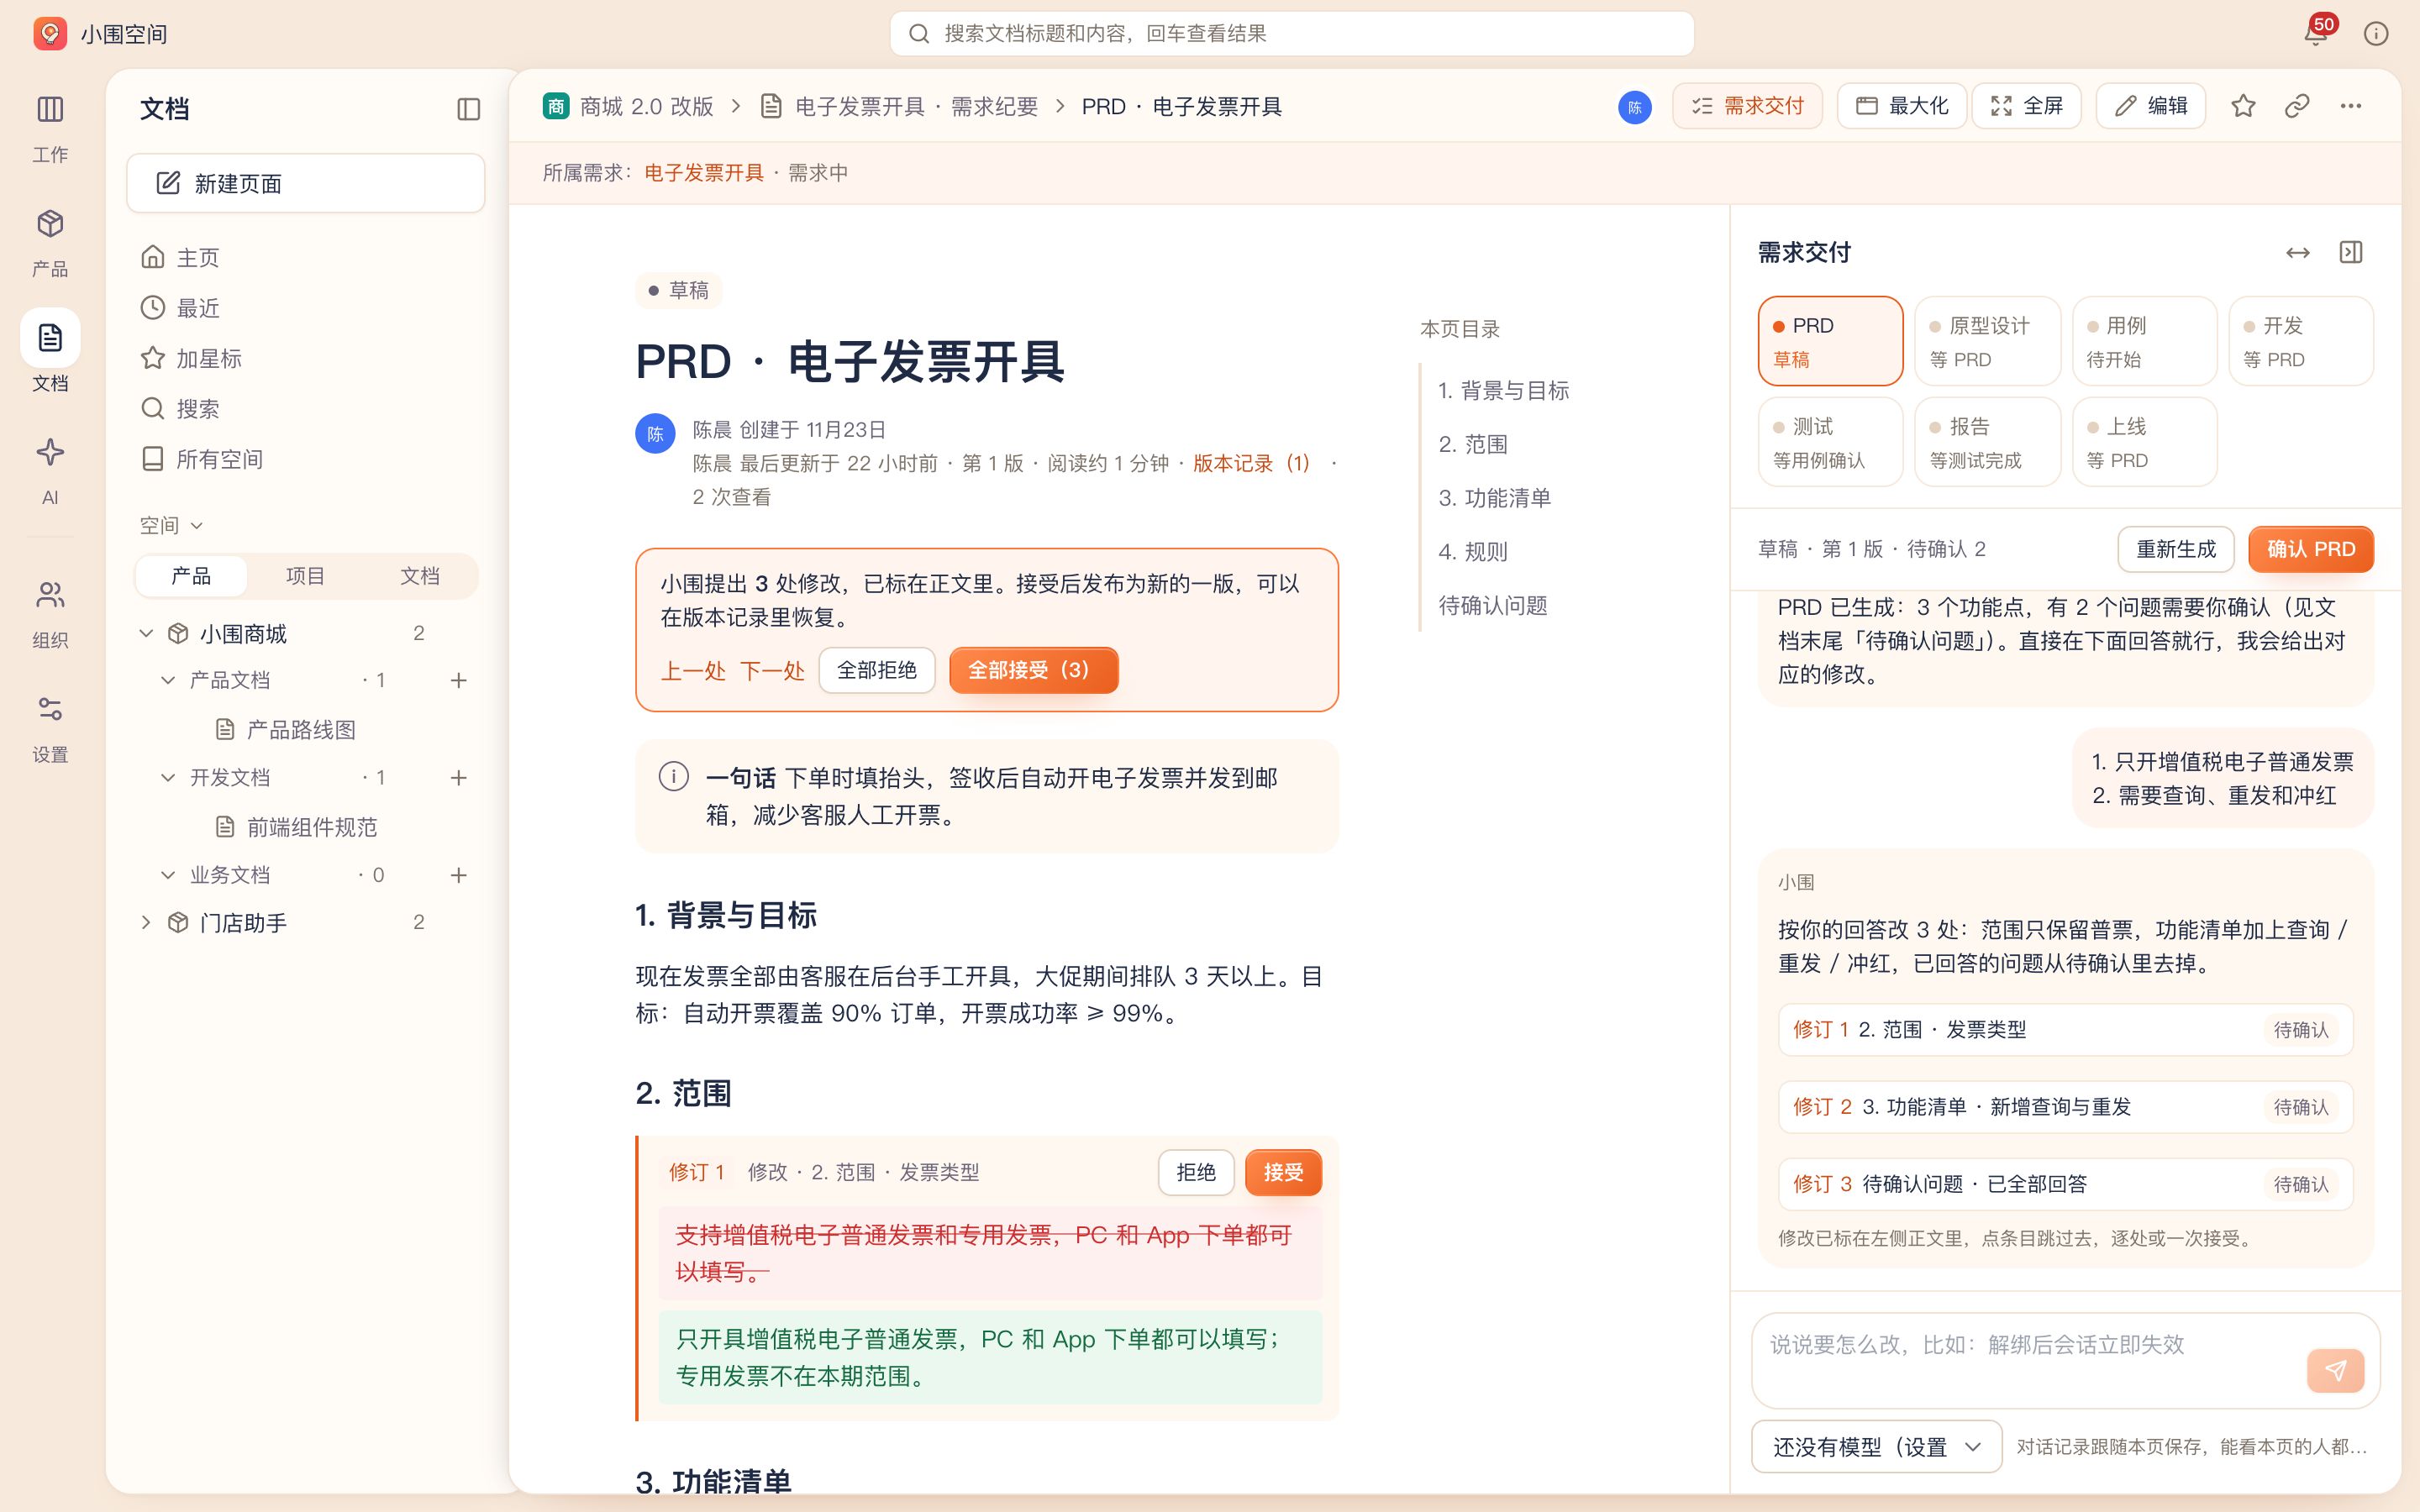 小围空间
搜索文档标题和内容，回车查看结果
50
工作
产品
文档
AI
组织
设置
文档
新建页面
主页
最近
加星标
搜索
所有空间
空间
产品 项目 文档
小围商城 2
产品文档 · 1
产品路线图
开发文档 · 1
前端组件规范
业务文档 · 0
门店助手 2
商 商城 2.0 改版 电子发票开具 · 需求纪要 PRD · 电子发票开具
陈 需求交付 最大化 全屏 编辑
所属需求：电子发票开具 · 需求中
草稿
PRD · 电子发票开具
陈
陈晨 创建于 11月23日
陈晨 最后更新于 22 小时前 · 第 1 版 · 阅读约 1 分钟 · 版本记录（1） ·
2 次查看
小围提出 3 处修改，已标在正文里。接受后发布为新的一版，可以
在版本记录里恢复。
上一处 下一处 全部拒绝 全部接受（3）
一句话 下单时填抬头，签收后自动开电子发票并发到邮
箱，减少客服人工开票。
1. 背景与目标
现在发票全部由客服在后台手工开具，大促期间排队 3 天以上。目
标：自动开票覆盖 90% 订单，开票成功率 ≥ 99%。
2. 范围
修订 1 修改 · 2. 范围 · 发票类型 拒绝 接受
支持增值税电子普通发票和专用发票，PC 和 App 下单都可
以填写。
只开具增值税电子普通发票，PC 和 App 下单都可以填写；
专用发票不在本期范围。
3. 功能清单
本页目录
1. 背景与目标
2. 范围
3. 功能清单
4. 规则
待确认问题
需求交付
PRD
草稿
原型设计
等 PRD
用例
待开始
开发
等 PRD
测试
等用例确认
报告
等测试完成
上线
等 PRD
草稿 · 第 1 版 · 待确认 2 重新生成 确认 PRD
PRD 已生成：3 个功能点，有 2 个问题需要你确认（见文
档末尾「待确认问题」）。直接在下面回答就行，我会给出对
应的修改。
1. 只开增值税电子普通发票
2. 需要查询、重发和冲红
小围
按你的回答改 3 处：范围只保留普票，功能清单加上查询 /
重发 / 冲红，已回答的问题从待确认里去掉。
修订 1 2. 范围 · 发票类型 待确认
修订 2 3. 功能清单 · 新增查询与重发 待确认
修订 3 待确认问题 · 已全部回答 待确认
修改已标在左侧正文里，点条目跳过去，逐处或一次接受。
说说要怎么改，比如：解绑后会话立即失效
还没有模型（设置 对话记录跟随本页保存，能看本页的人都...